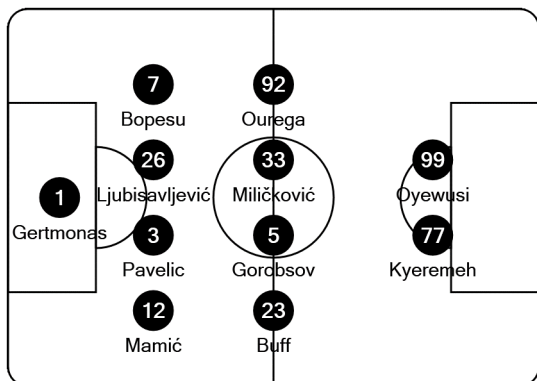 7
Bopesu
92
Ourega
26
Ljubisavljević
33
Miličković
99
Oyewusi
1
Gertmonas
3
Pavelic
5
Gorobsov
77
Kyeremeh
12
Mamić
23
Buff